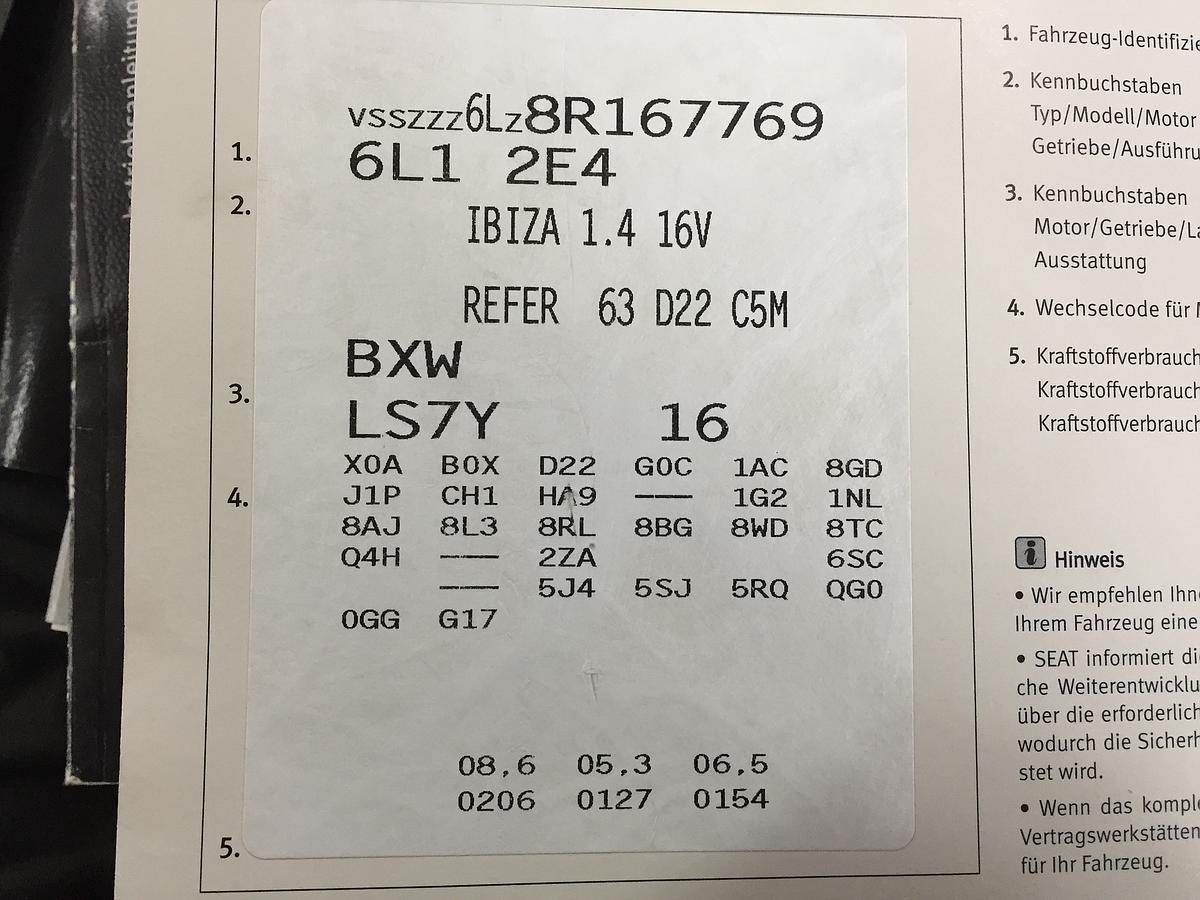 vsszzz6Lz8R167769
1.
6L1 2E4
2.
IBIZA 1.4 16V
REFER 63 D22 C5M
BXW
3.
LS7Y 16
X0A B0X D22 G0C 1AC 8GD
4.
J1P CH1 HA9 —— 1G2 1NL
8AJ 8L3 8RL 8BG 8WD 8TC
Q4H —— 2ZA 6SC
—— 5J4 5SJ 5RQ QG0
0GG G17
08,6 05,3 06,5
0206 0127 0154
5.
1. Fahrzeug-Identifizie
2. Kennbuchstaben
Typ/Modell/Motor
Getriebe/Ausführu
3. Kennbuchstaben
Motor/Getriebe/La
Ausstattung
4. Wechselcode für
5. Kraftstoffverbrauch
Kraftstoffverbrauch
Kraftstoffverbrauch
i Hinweis
• Wir empfehlen Ihn
Ihrem Fahrzeug eine
• SEAT informiert di
che Weiterentwicklu
über die erforderlich
wodurch die Sicherh
stet wird.
• Wenn das komple
Vertragswerkstätten
für Ihr Fahrzeug.